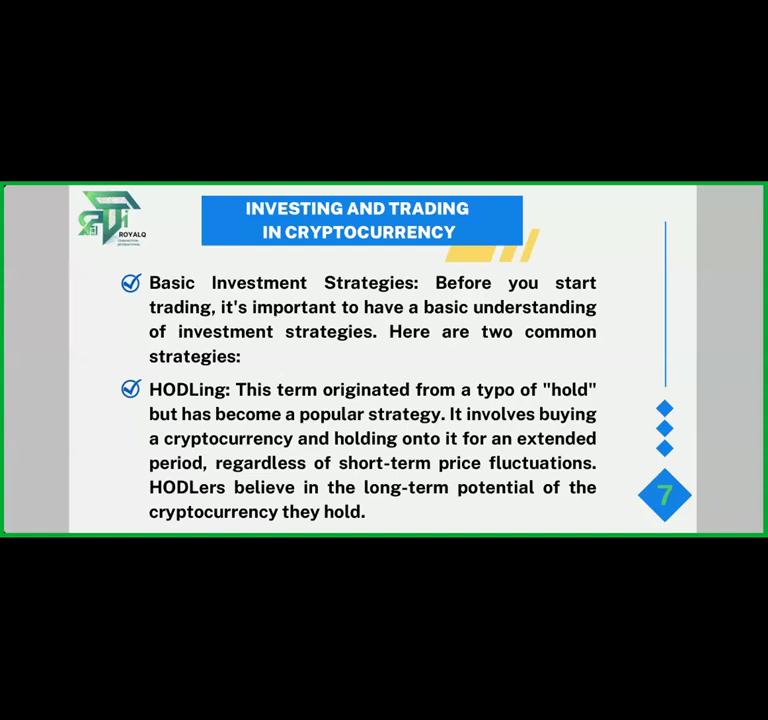 ROYALQ
INVESTING AND TRADING
IN CRYPTOCURRENCY
Basic Investment Strategies: Before you start
trading, it's important to have a basic understanding
of investment strategies. Here are two common
strategies:
HODLing: This term originated from a typo of "hold"
but has become a popular strategy. It involves buying
a cryptocurrency and holding onto it for an extended
period, regardless of short-term price fluctuations.
HODLers believe in the long-term potential of the
cryptocurrency they hold.
7